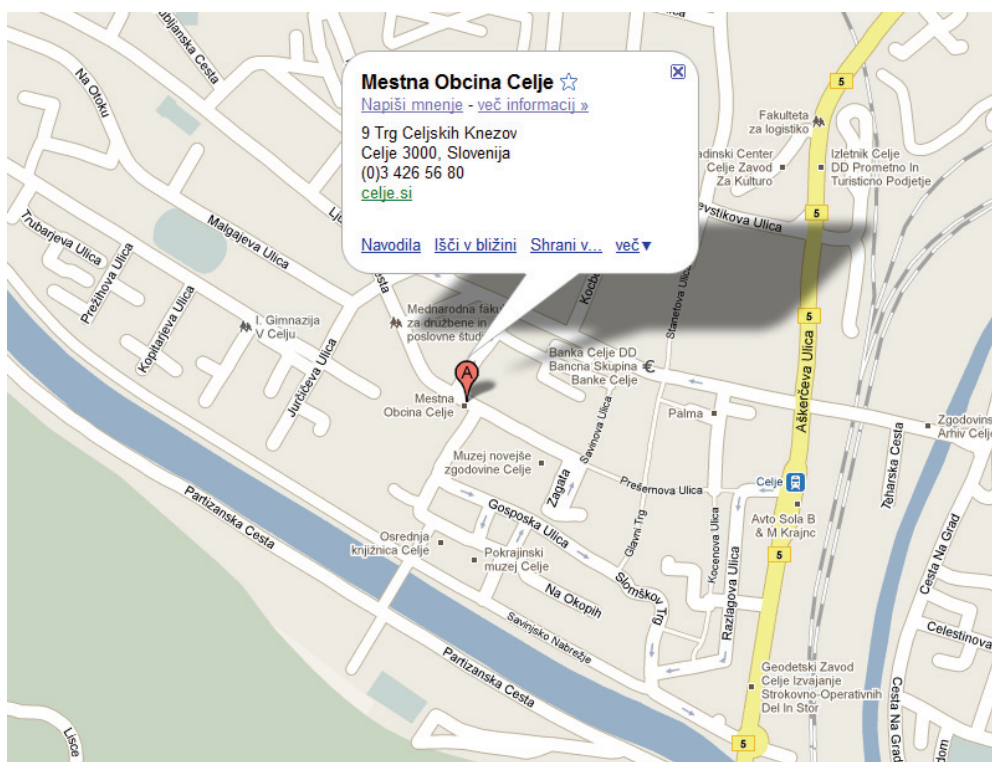 Mestna Obcina Celje
Napiši mnenje - več informacij »
9 Trg Celjskih Knezov
Celje 3000, Slovenija
(0)3 426 56 80
celje.si
Navodila Išči v bližini Shrani v... več▼
Cesta
Na Otoku
5
Fakulteta
za logistiko
Center
Celje Zavod
Za Kulturo
Izletnik Celje
DD Prometno In
Turisticno Podjetje
Ulica
5
Trubarjeva Ulica
Malgajeva Ulica
Prežihova Ulica
Kopitarjeva Ulica
I. Gimnazija
V Celju
Jurčičeva Ulica
Mednarodna
za družbene in
poslovne
Stanetova Ulica
5
Aškerčeva Ulica
Banka Celje DD
Bancna Skupina
Banke Celje
€
A
Mestna
Obcina Celje
Palma
Savinova Ulica
Arhiv
Teharska Cesta
Muzej novejše
zgodovine Celje
Zagata
Prešernova Ulica
Celje
Partizanska Cesta
Gosposka Ulica
Glavni Trg
Kocenova Ulica
Avto Sola B
& M Krajnc
5
Osrednja
knjižnica Celje
Pokrajinski
muzej Celje
Na Okopih
Slomškov Trg
Razlagova Ulica
Cesta Na Grad
Savinjsko Nabrežje
Celestinova
Partizanska Cesta
Geodetski Zavod
Celje Izvajanje
Strokovno-Operativnih
Del In Stor
Cesta Na Grad
Lisce
5